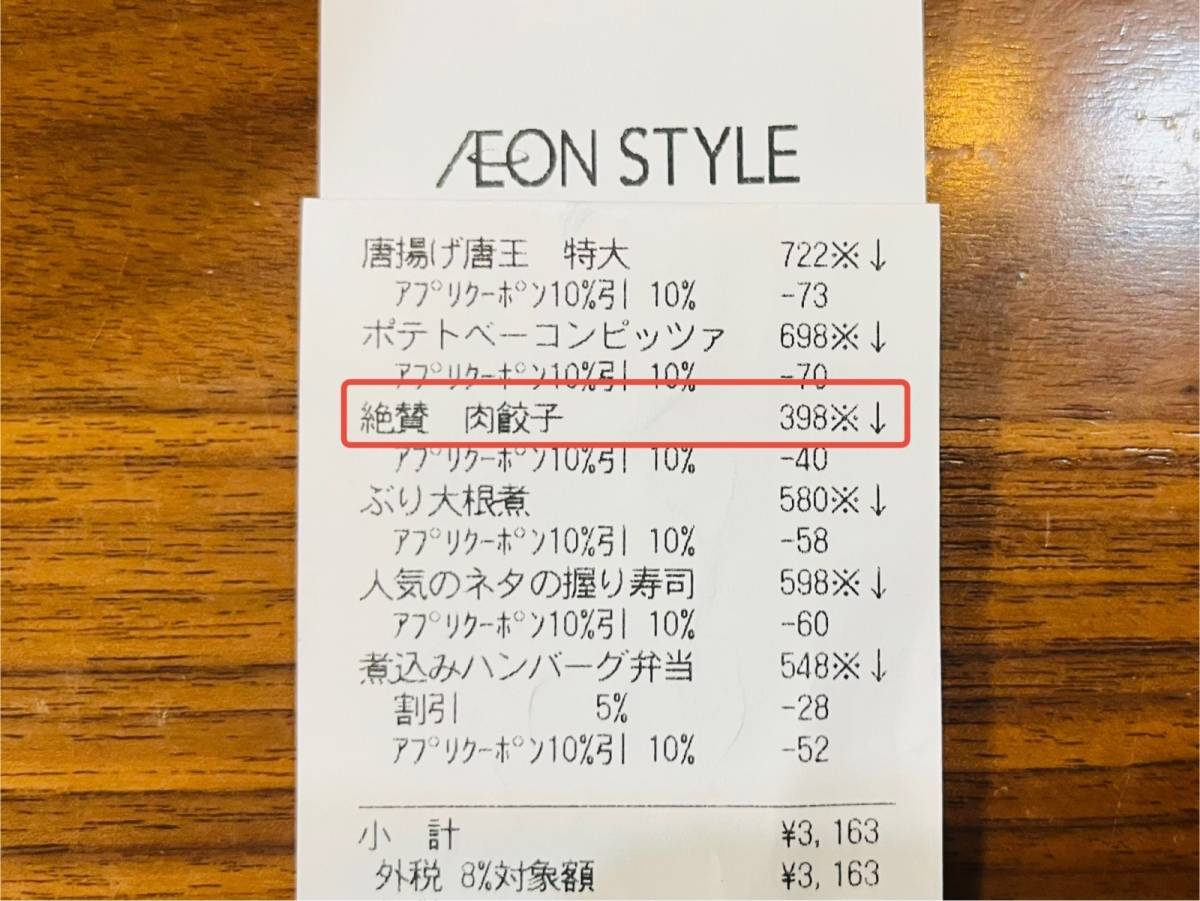 ÆON STYLE
唐揚げ唐王 特大 722※↓
ｱﾌﾟﾘｸｰﾎﾟﾝ10%引 10% -73
ポテトベーコンピッツァ 698※↓
ｱﾌﾟﾘｸｰﾎﾟﾝ10%引 10% -70
絶賛 肉餃子 398※↓
ｱﾌﾟﾘｸｰﾎﾟﾝ10%引 10% -40
ぶり大根煮 580※↓
ｱﾌﾟﾘｸｰﾎﾟﾝ10%引 10% -58
人気のネタの握り寿司 598※↓
ｱﾌﾟﾘｸｰﾎﾟﾝ10%引 10% -60
煮込みハンバーグ弁当 548※↓
割引 5% -28
ｱﾌﾟﾘｸｰﾎﾟﾝ10%引 10% -52
小 計 ¥3,163
外税 8%対象額 ¥3,163